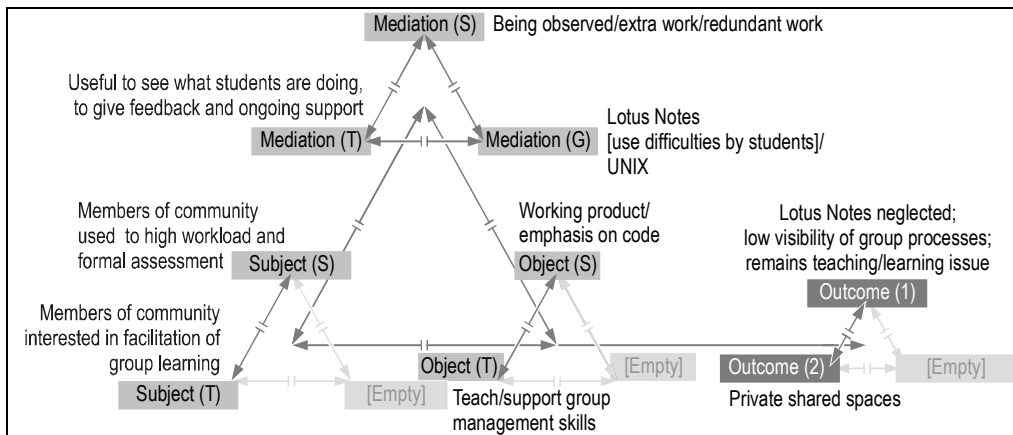 Mediation (S)
Being observed/extra work/redundant work
Useful to see what students are doing,
to give feedback and ongoing support
Mediation (T)
Mediation (G)
Lotus Notes
[use difficulties by students]/
UNIX
Members of community
used to high workload and
formal assessment
Subject (S)
Working product/
emphasis on code
Object (S)
Lotus Notes neglected;
low visibility of group processes;
remains teaching/learning issue
Outcome (1)
Members of community
interested in facilitation of
group learning
Subject (T)
[Empty]
Object (T)
[Empty]
Teach/support group
management skills
Outcome (2)
[Empty]
Private shared spaces